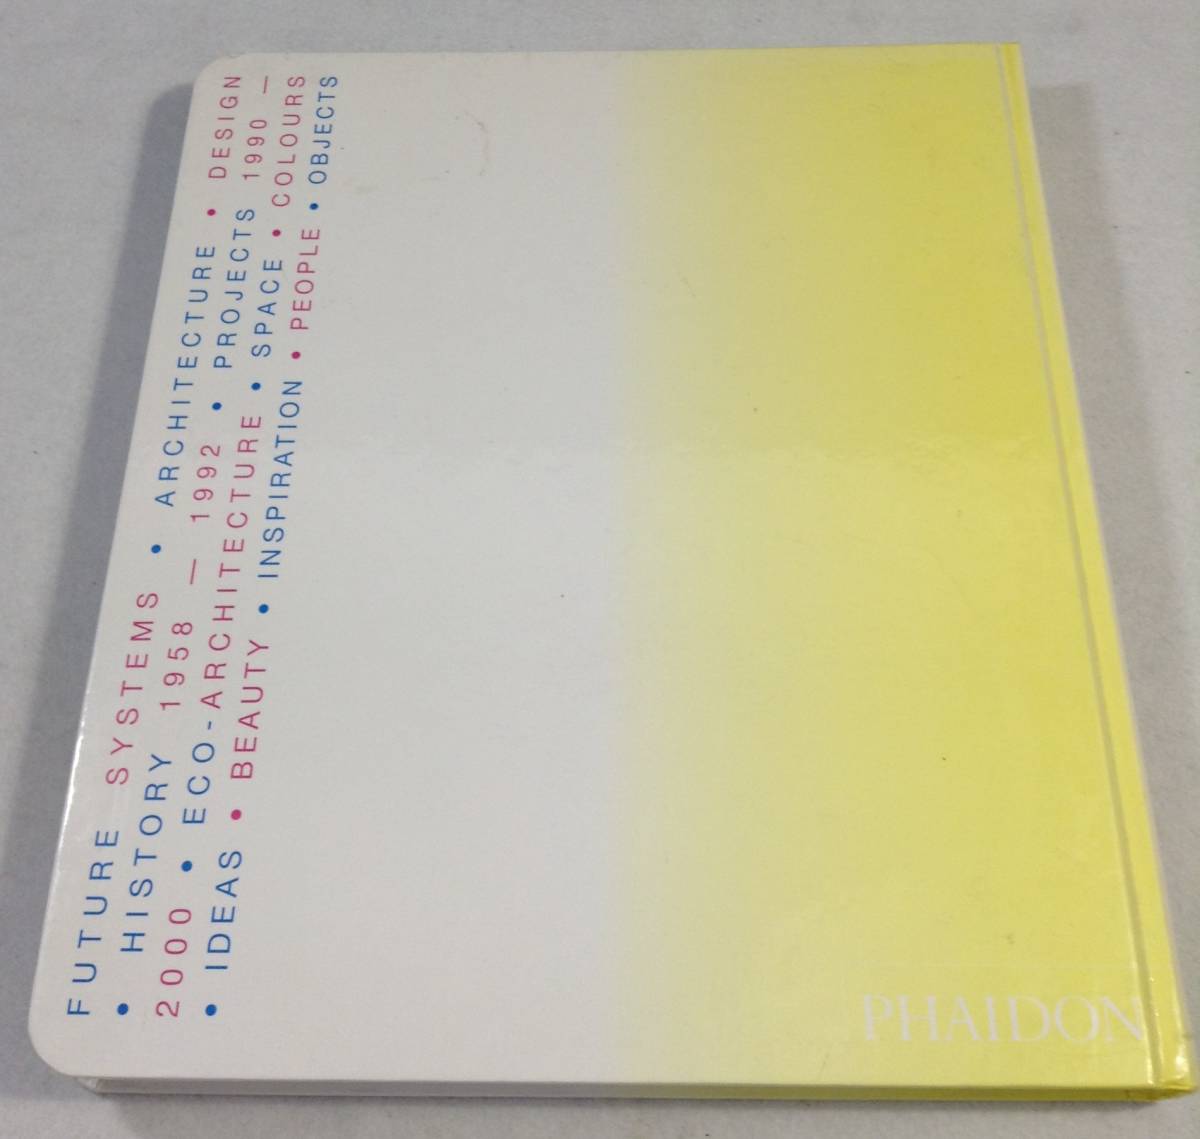 FUTURE SYSTEMS • ARCHITECTURE • DESIGN
• HISTORY 1958 — 1992 • PROJECTS 1990 —
2000 • ECO-ARCHITECTURE • SPACE • COLOURS
• IDEAS • BEAUTY • INSPIRATION • PEOPLE • OBJECTS
PHAIDON